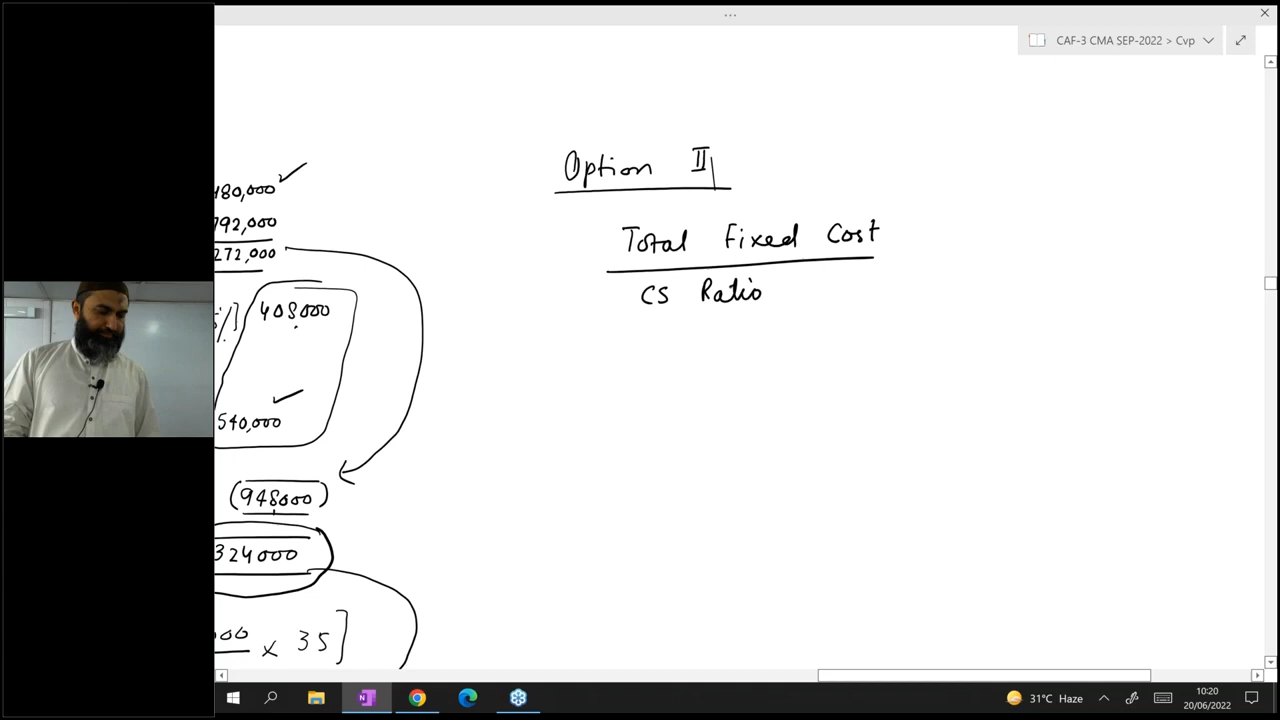 CAF-3 CMA SEP-2022 > Cvp
Option II
480,000
792,000
272,000
Total Fixed Cost
CS Ratio
408000
540,000
(948000)
324000
x 35]
31°C Haze
10:20
20/06/2022